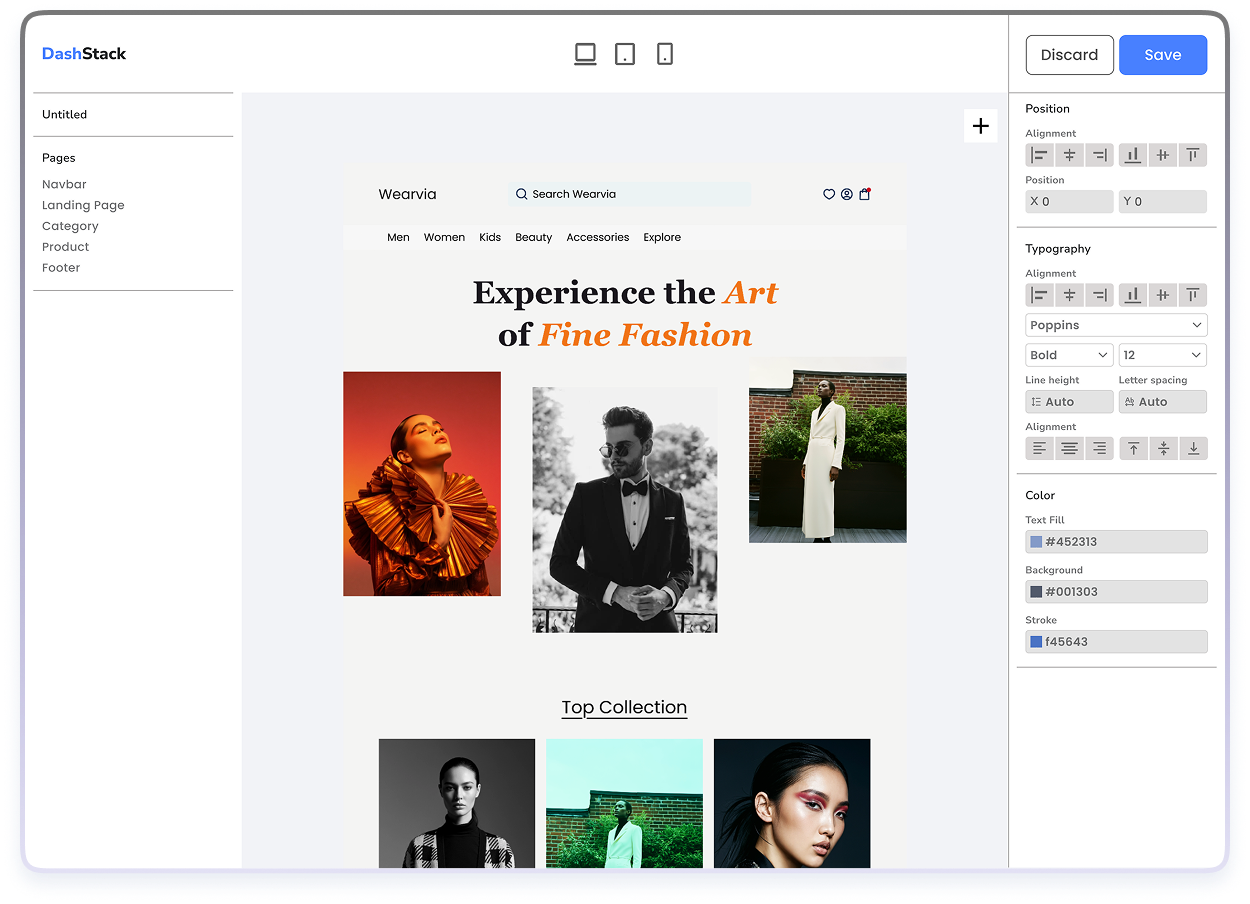 DashStack
Discard
Save
Untitled
Pages
Navbar
Landing Page
Category
Product
Footer
Wearvia
Search Wearvia
Men Women Kids Beauty Accessories Explore
Experience the Art
of Fine Fashion
Top Collection
Position
Alignment
Position
X 0
Y 0
Typography
Alignment
Poppins
Bold
12
Line height
Letter spacing
Auto
Auto
Alignment
Color
Text Fill
#452313
Background
#001303
Stroke
f45643